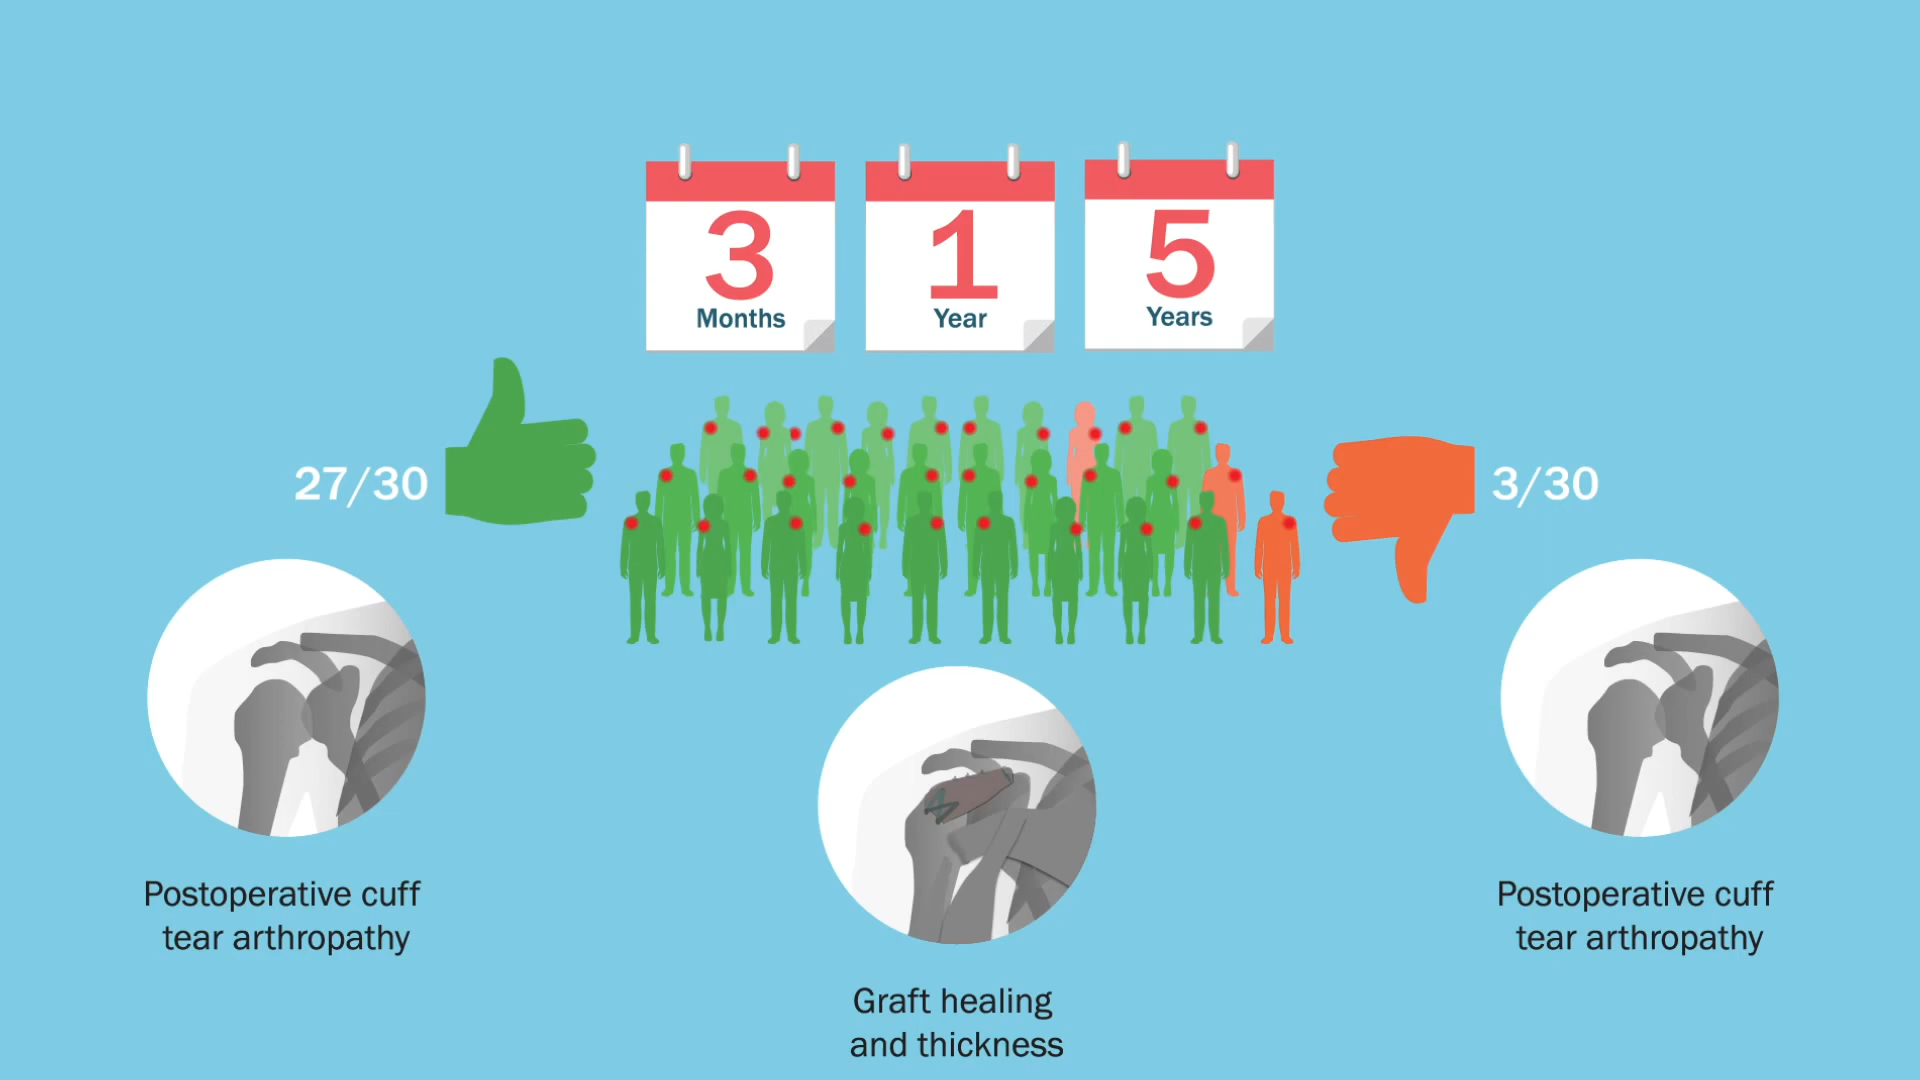 3
Months
1
Year
5
Years
27/30
3/30
Postoperative cuff
tear arthropathy
Graft healing
and thickness
Postoperative cuff
tear arthropathy